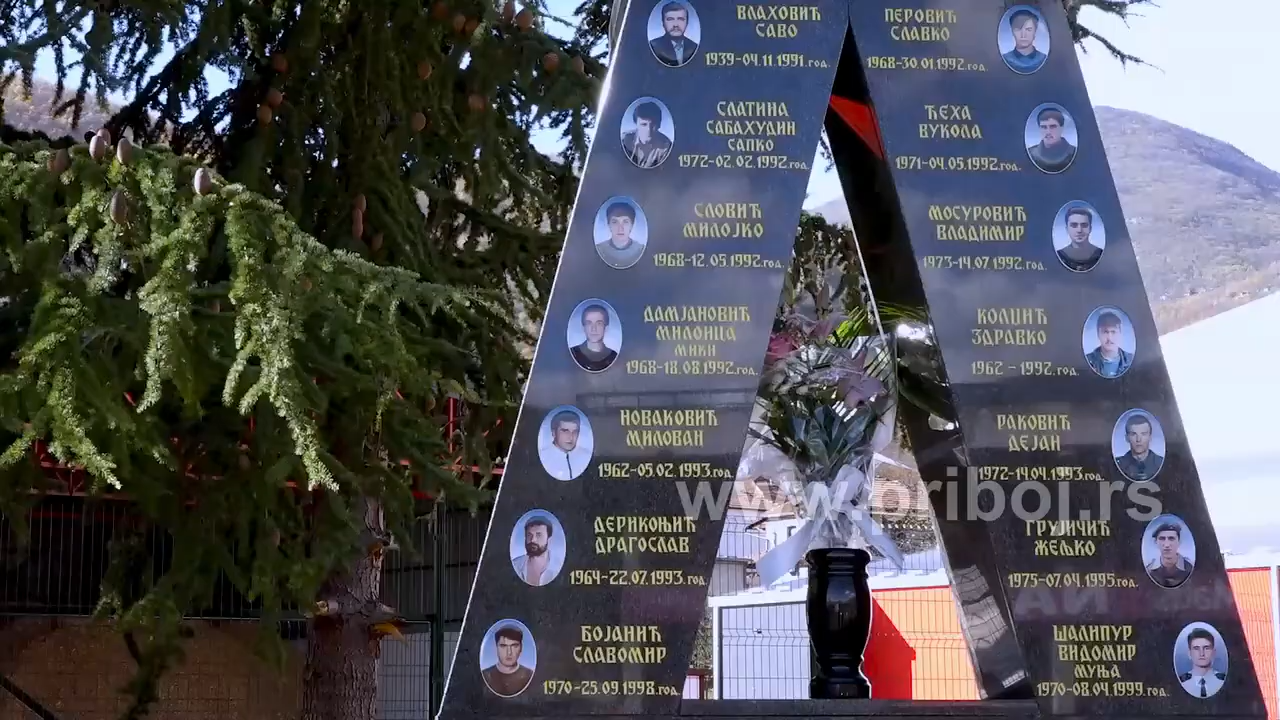 ВЛАХОВИЋ
САВО
1939-04.11.1991.год.
СЛАТИНА
САБАХУДИН
САПКО
1972-02.02.1992.год.
СЛОВИЋ
МИЛОЈКО
1968-12.05.1992.год.
ДАМЈАНОВИЋ
МИЛОИЦА
МИКИ
1968-18.08.1992.год.
НОВАКОВИЋ
МИЛОВАН
1962-05.02.1993.год.
ДЕРИКОЊИЋ
ДРАГОСЛАВ
1964-22.07.1993.год.
БОЈАНИЋ
СЛАВОМИР
1970-25.09.1998.год.
ПЕРОВИЋ
СЛАВКО
1968-30.01.1992.год.
ЋЕХА
ВУКОЛА
1971-04.05.1992.год.
МОСУРОВИЋ
ВЛАДИМИР
1973-14.07.1992.год.
КОЛЏИЋ
ЗДРАВКО
1962 - 1992.год.
РАКОВИЋ
ДЕЈАН
1972-14.04.1993.год.
ГРУЈИЧИЋ
ЖЕЉКО
1975-07.04.1995.год.
ШАЛИПУР
ВИДОМИР
МУЊА
1970-08.04.1999.год.
www.priboj.rs